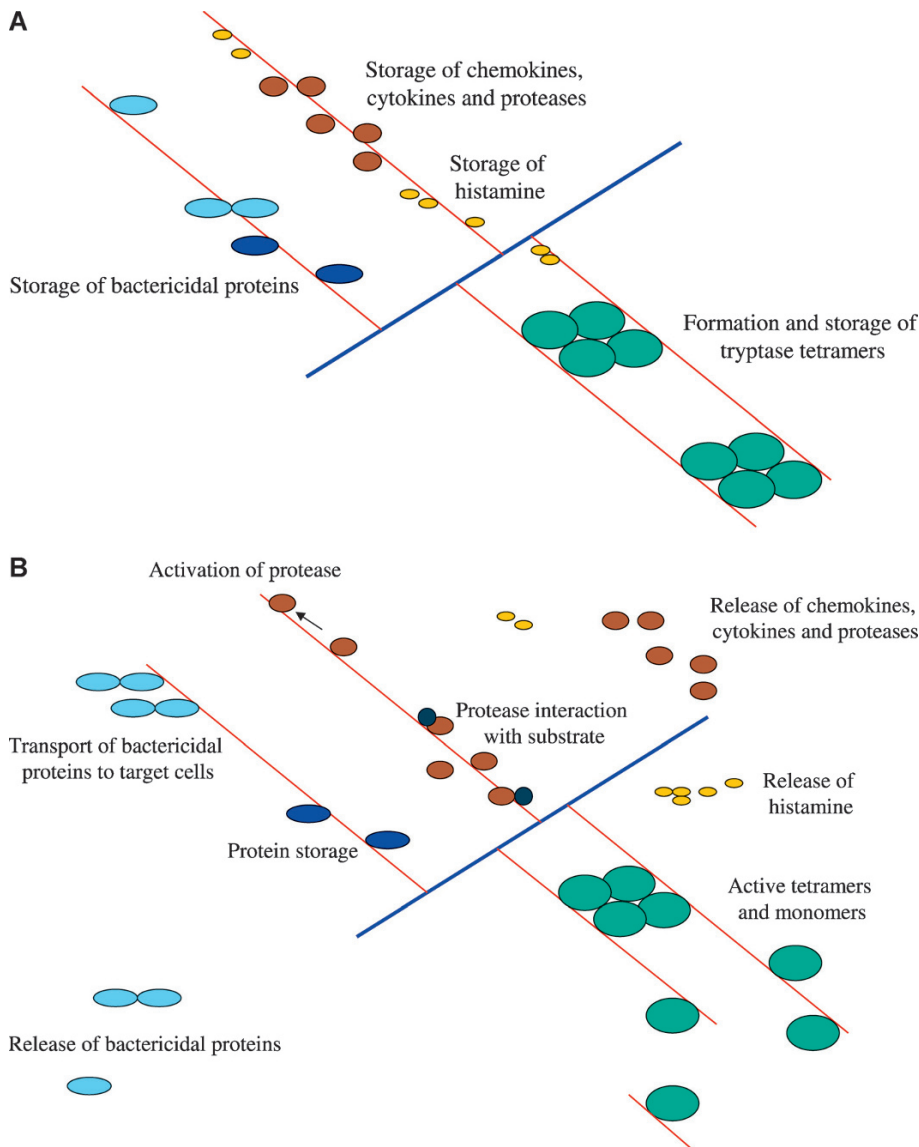 A
Storage of chemokines,
cytokines and proteases
Storage of
histamine
Storage of bactericidal proteins
Formation and storage of
tryptase tetramers
B
Activation of protease
Release of chemokines,
cytokines and proteases
Protease interaction
with substrate
Transport of bactericidal
proteins to target cells
Release of
histamine
Protein storage
Active tetramers
and monomers
Release of bactericidal proteins